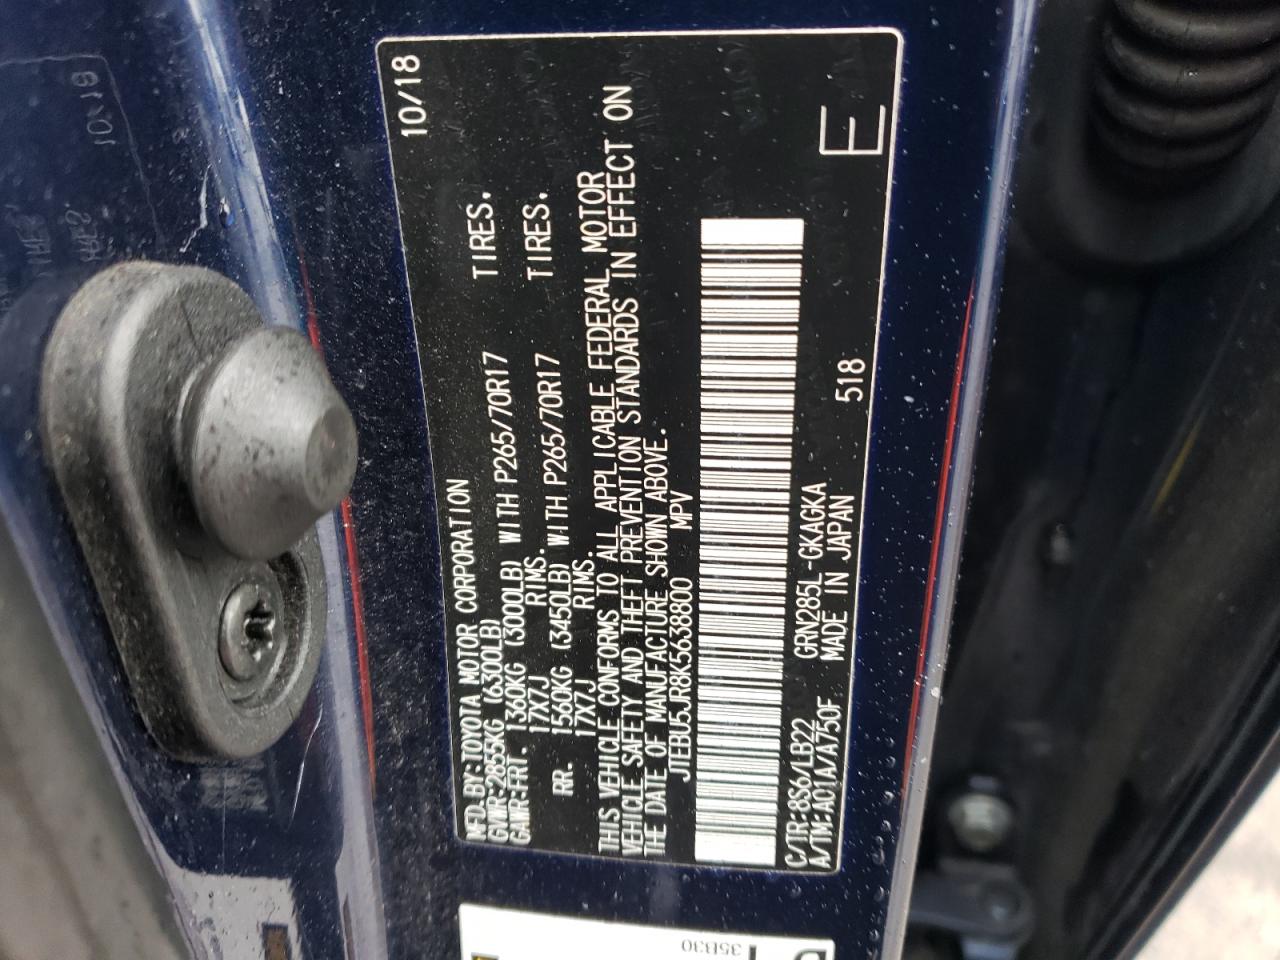 10/18
MFD.BY:TOYOTA MOTOR CORPORATION
GVWR:2855KG (6300LB)
GAWR:FRT. 1360KG (3000LB) WITH P265/70R17 TIRES.
17X7J RIMS.
RR. 1560KG (3450LB) WITH P265/70R17 TIRES.
17X7J RIMS.
THIS VEHICLE CONFORMS TO ALL APPLICABLE FEDERAL MOTOR
VEHICLE SAFETY AND THEFT PREVENTION STANDARDS IN EFFECT ON
THE DATE OF MANUFACTURE SHOWN ABOVE.
JTEBU5JR8K5638800 MPV
C/TR:8S6/LB22 GRN285L-GKAGKA
A/TM:A01A/A750F MADE IN JAPAN 518
E
35B30